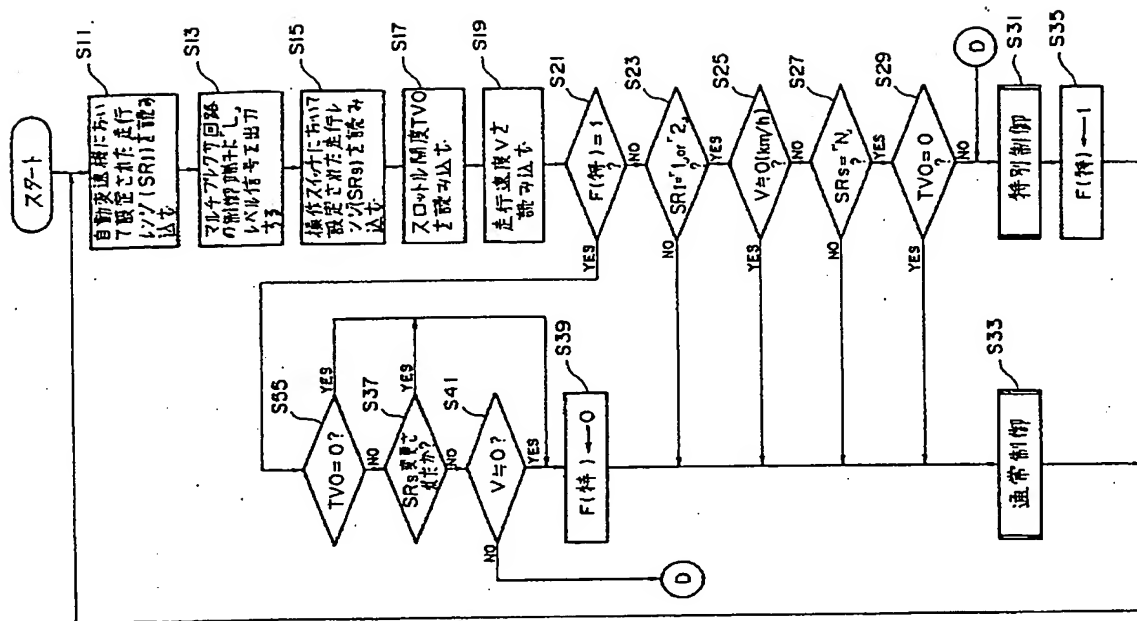 スタート
S11
自動変速機において
設定された走行
レンジ(SRI)を読み
込む
S13
マルチプレクサ回路
の制御端子に「L」
レベル信号を出力
する
S15
操作スイッチにおいて
設定された走行レ
ンジ(SRs)を読み
込む
S17
スロットル開度TVO
を読み込む
S19
走行速度Vを
読み込む
S21
F(特)=1
?
YES
NO
S23
SRI=「1」or「2」
?
NO
YES
S25
V≒0(km/h)
?
YES
NO
S27
SRs=「N」
?
NO
YES
S29
TVO=0
?
YES
NO
D
S31
特別制御
S35
F(特)←1
S55
TVO=0?
YES
NO
S37
SRs変更さ
れたか?
YES
NO
S41
V≒0?
YES
NO
D
S39
F(特)←0
S33
通常制御